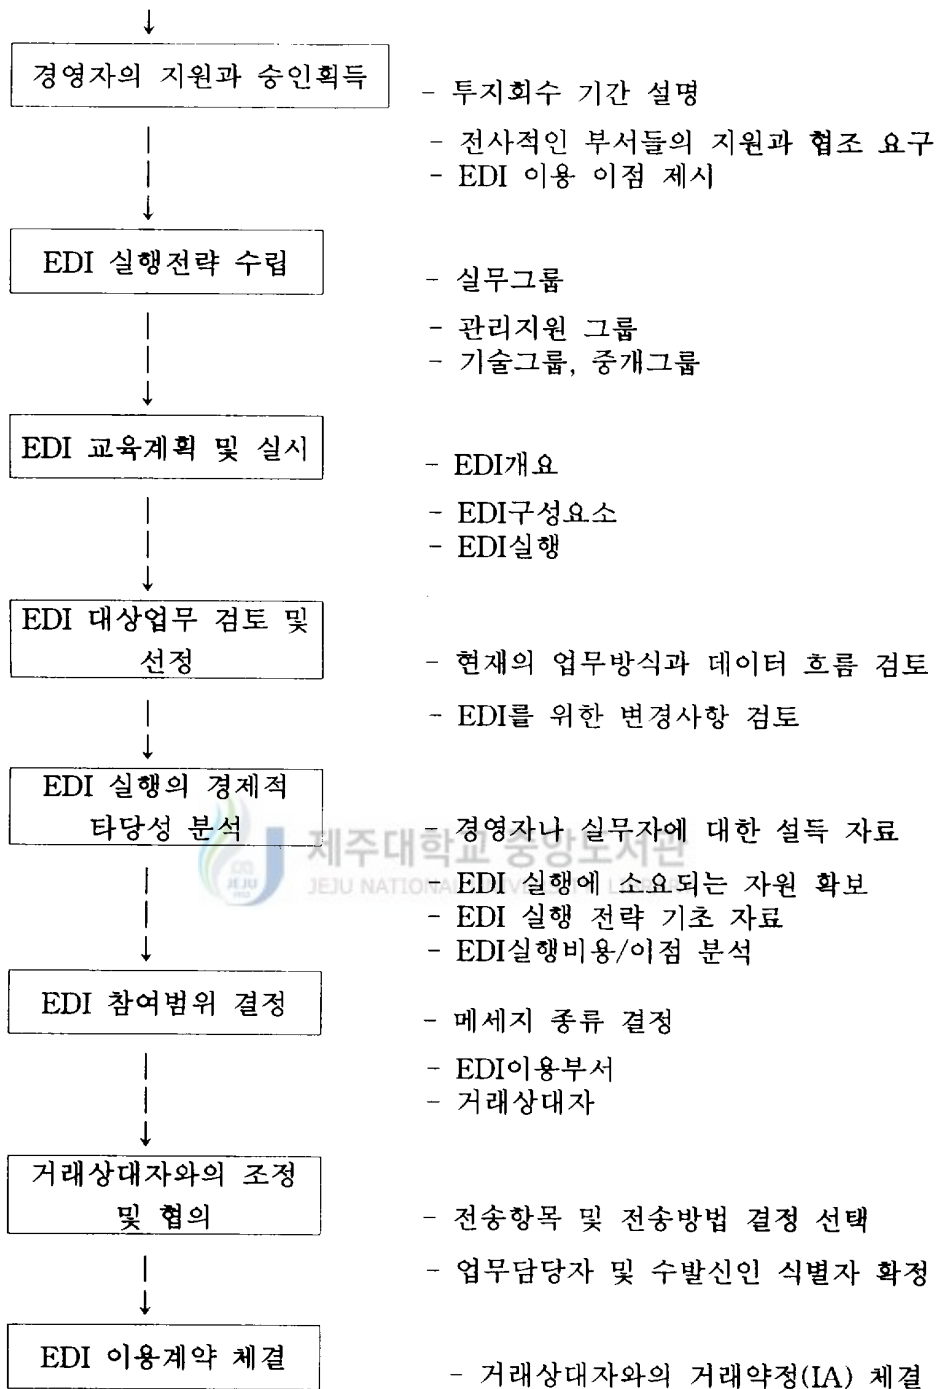 경영자의 지원과 승인획득
- 투자회수 기간 설명
- 전사적인 부서들의 지원과 협조 요구
- EDI 이용 이점 제시
EDI 실행전략 수립
- 실무그룹
- 관리지원 그룹
- 기술그룹, 중개그룹
EDI 교육계획 및 실시
- EDI개요
- EDI구성요소
- EDI실행
EDI 대상업무 검토 및
선정
- 현재의 업무방식과 데이터 흐름 검토
- EDI를 위한 변경사항 검토
EDI 실행의 경제적
타당성 분석
- 경영자나 실무자에 대한 설득 자료
- EDI 실행에 소요되는 자원 확보
- EDI 실행 전략 기초 자료
- EDI실행비용/이점 분석
제주대학교 중앙도서관
JEJU NATIONAL UNIVERSITY LIBRARY
JEJU
1952
EDI 참여범위 결정
- 메세지 종류 결정
- EDI이용부서
- 거래상대자
거래상대자와의 조정
및 협의
- 전송항목 및 전송방법 결정 선택
- 업무담당자 및 수발신인 식별자 확정
EDI 이용계약 체결
- 거래상대자와의 거래약정(IA) 체결